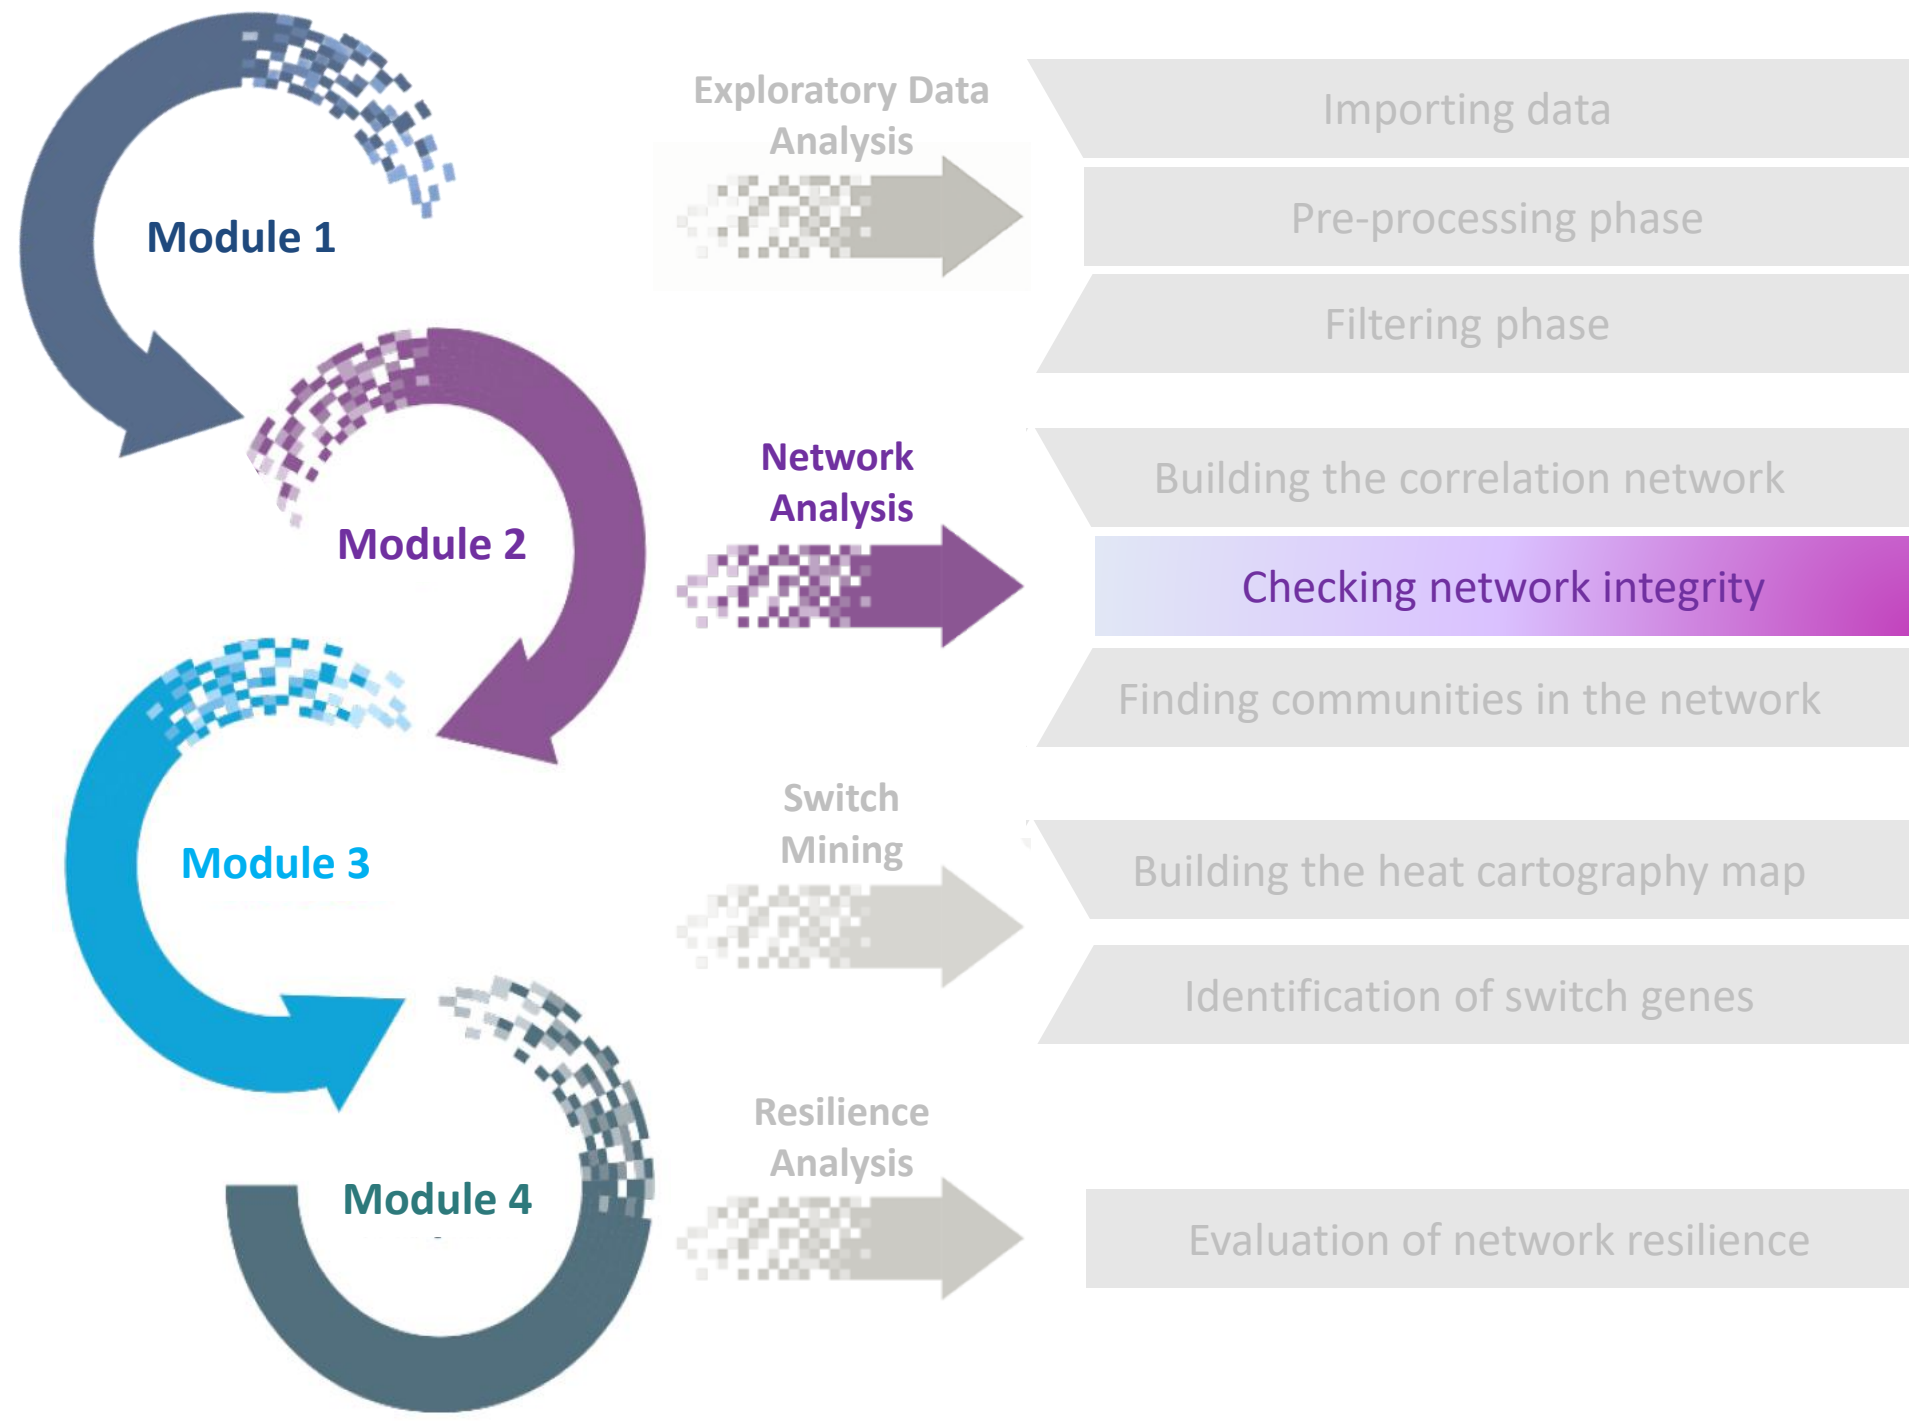 Module 1
Exploratory Data
Analysis
Importing data
Pre-processing phase
Filtering phase
Module 2
Network
Analysis
Building the correlation network
Checking network integrity
Finding communities in the network
Module 3
Switch
Mining
Building the heat cartography map
Identification of switch genes
Module 4
Resilience
Analysis
Evaluation of network resilience